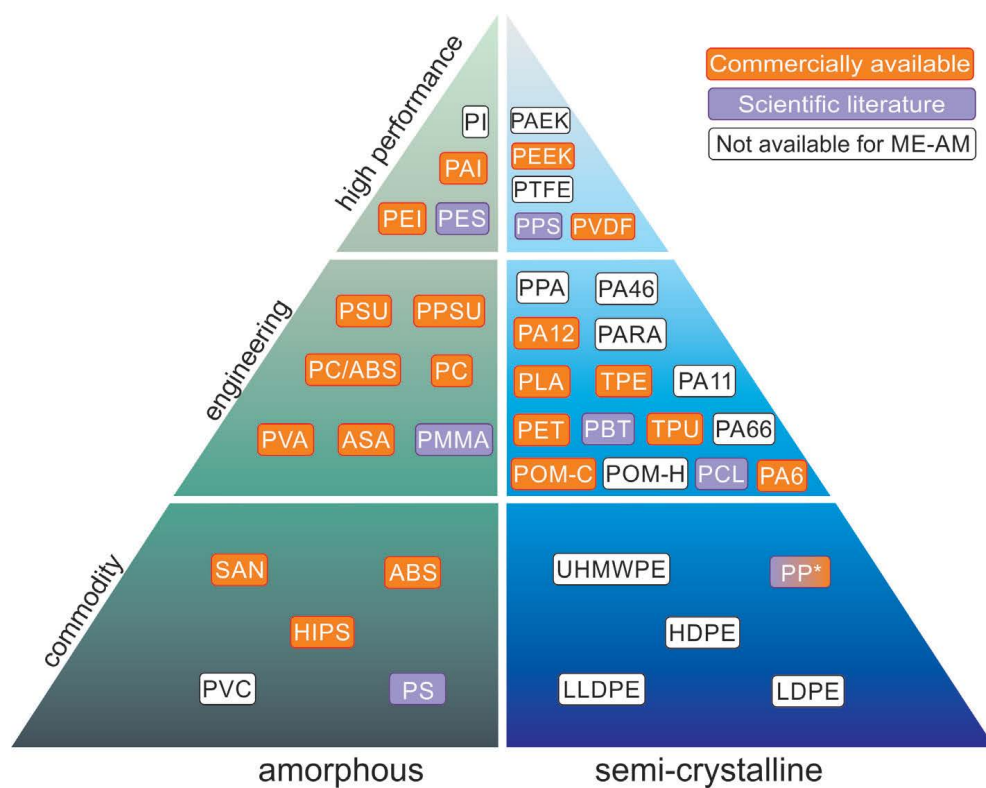 high performance
engineering
commodity
Commercially available
Scientific literature
Not available for ME-AM
PI
PAI
PEI PES
PAEK
PEEK
PTFE
PPS PVDF
PSU PPSU
PC/ABS PC
PVA ASA PMMA
PPA PA46
PA12 PARA
PLA TPE PA11
PET PBT TPU PA66
POM-C POM-H PCL PA6
SAN ABS
HIPS
PVC PS
UHMWPE PP*
HDPE
LLDPE LDPE
amorphous semi-crystalline